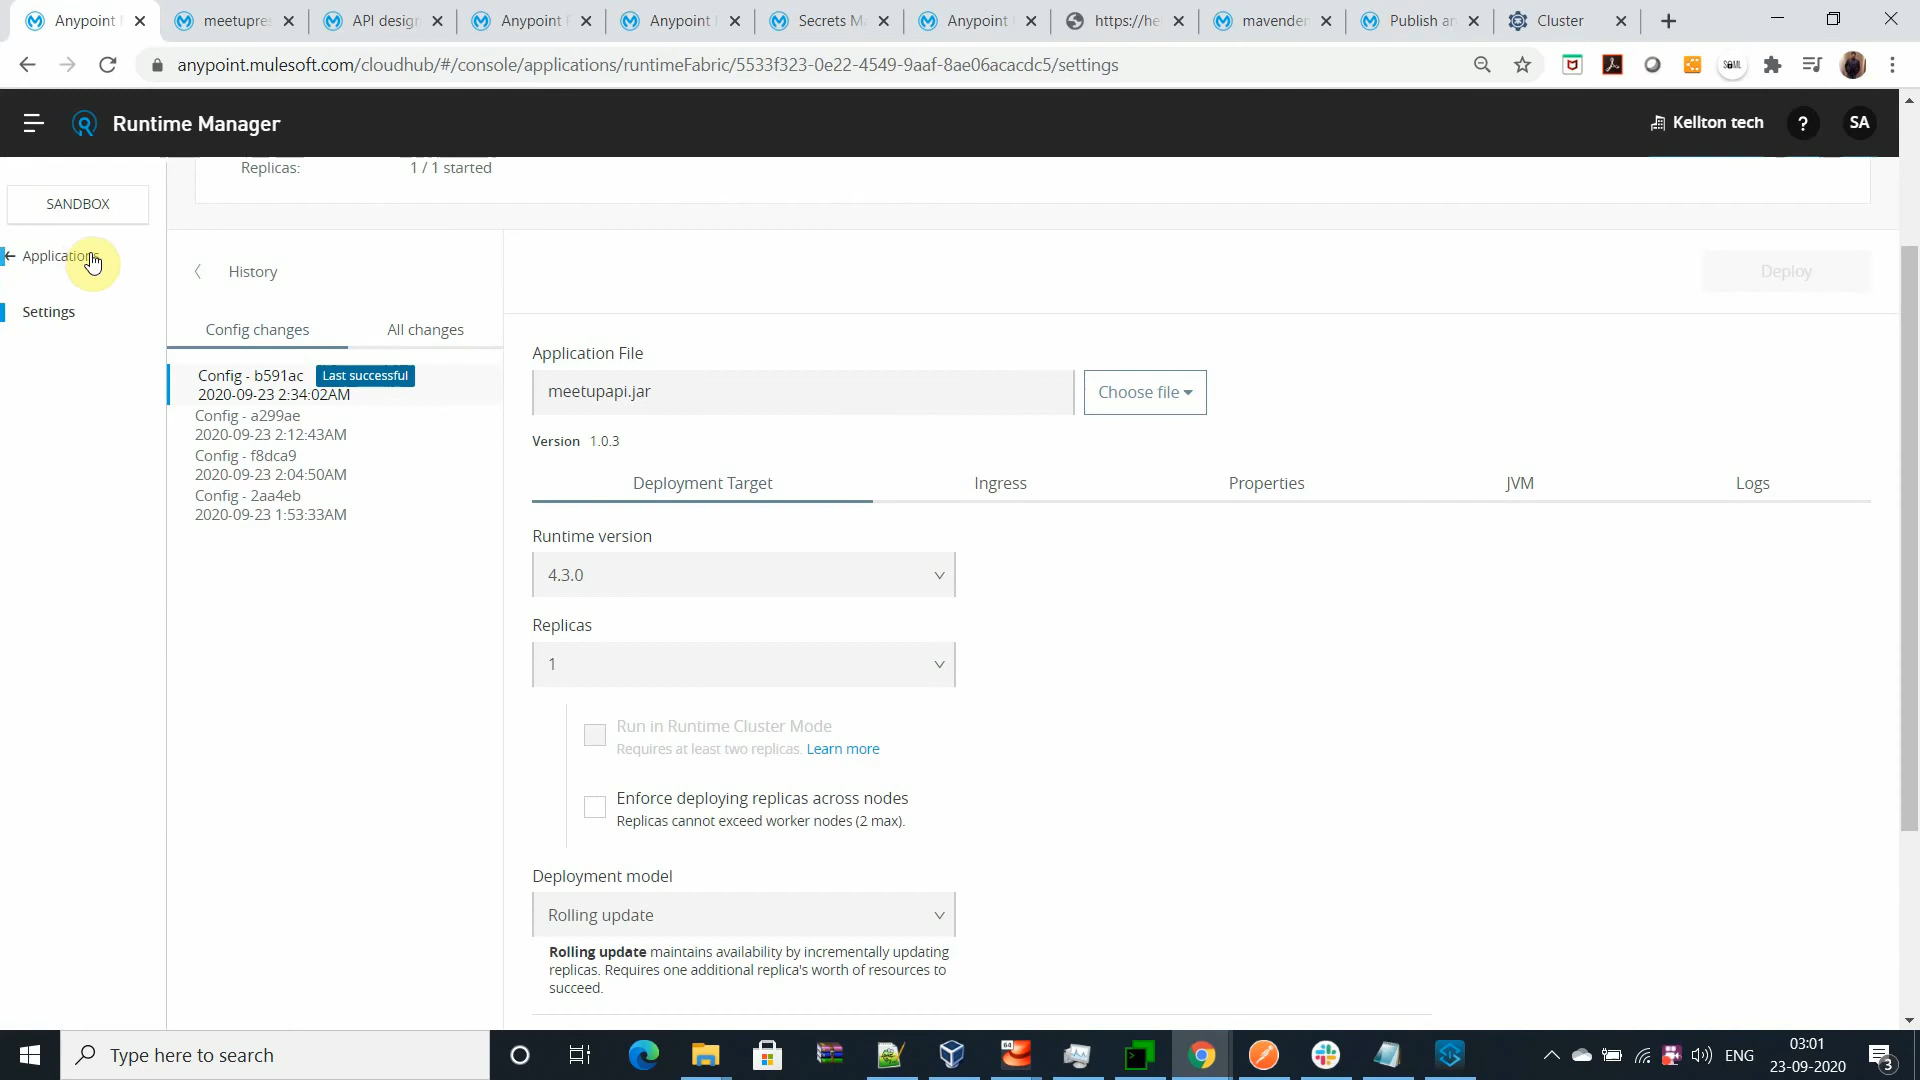 Anypoint
meetupres
API design
Anypoint
Anypoint
Secrets M
Anypoint
https://he
mavender
Publish an
Cluster
anypoint.mulesoft.com/cloudhub/#/console/applications/runtimeFabric/5533f323-0e22-4549-9aaf-8ae06acacdc5/settings
Runtime Manager
Kellton tech
?
SA
Replicas: 1 / 1 started
SANDBOX
Applications
Settings
History
Deploy
Config changes
All changes
Config - b591ac Last successful
2020-09-23 2:34:02AM
Config - a299ae
2020-09-23 2:12:43AM
Config - f8dca9
2020-09-23 2:04:50AM
Config - 2aa4eb
2020-09-23 1:53:33AM
Application File
meetupapi.jar
Choose file
Version 1.0.3
Deployment Target
Ingress
Properties
JVM
Logs
Runtime version
4.3.0
Replicas
1
Run in Runtime Cluster Mode
Requires at least two replicas. Learn more
Enforce deploying replicas across nodes
Replicas cannot exceed worker nodes (2 max).
Deployment model
Rolling update
Rolling update maintains availability by incrementally updating
replicas. Requires one additional replica's worth of resources to
succeed.
Type here to search
64
ENG
03:01
23-09-2020
3